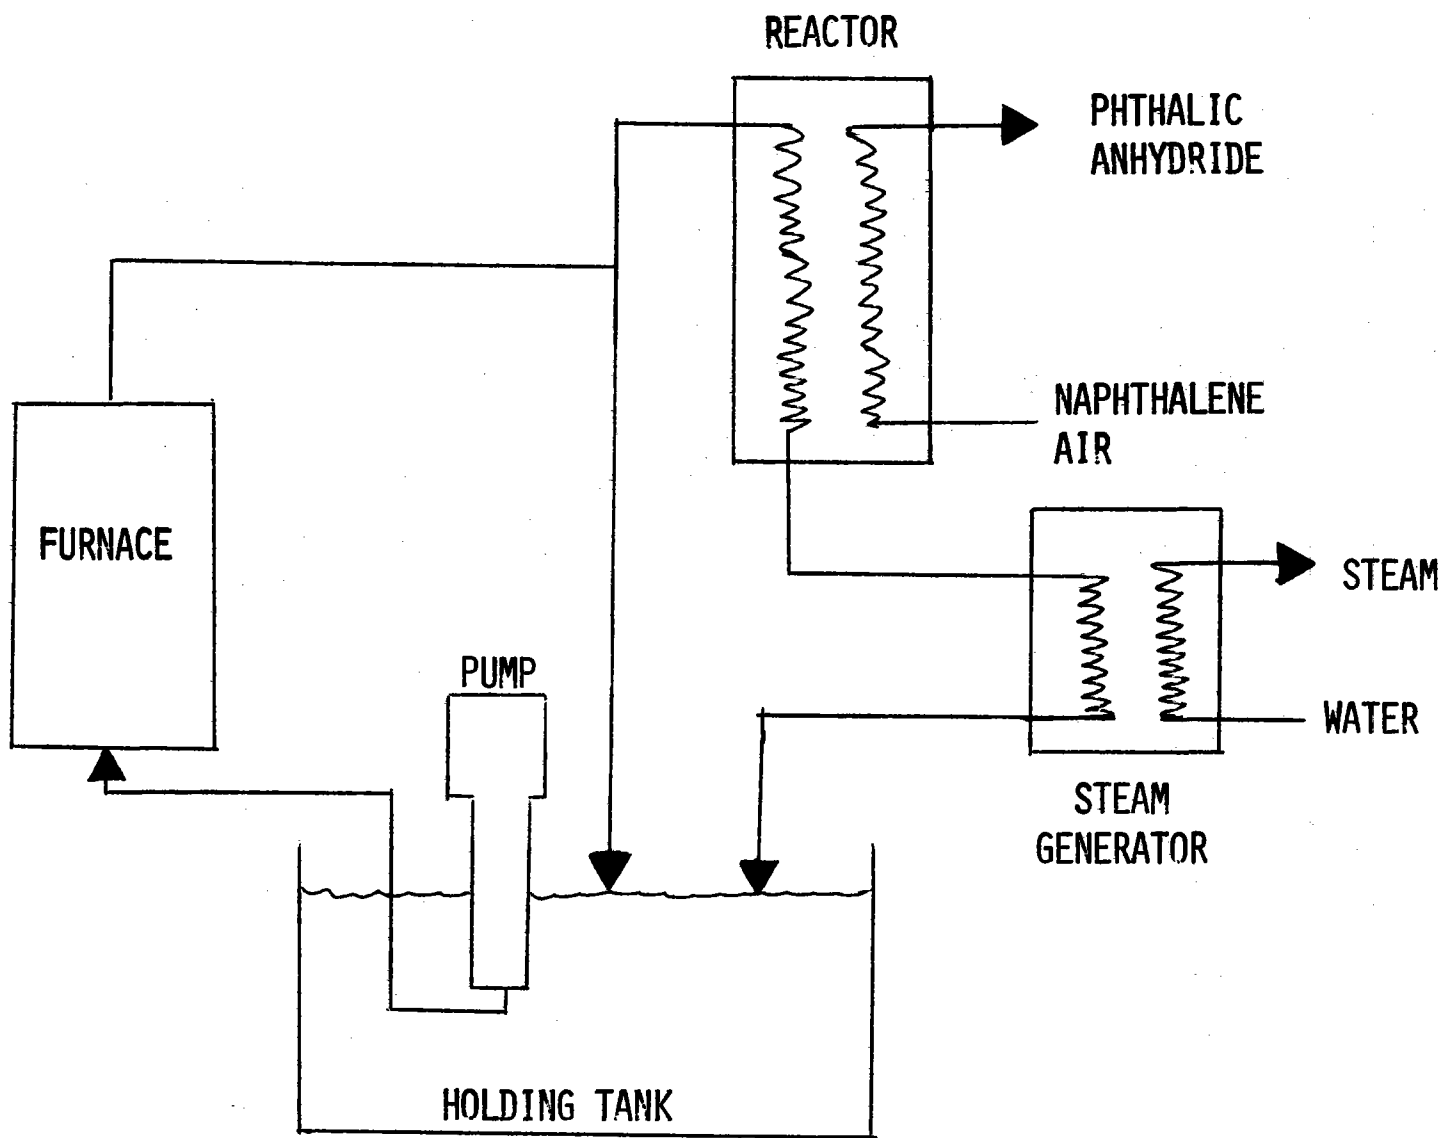 REACTOR
PHTHALIC
ANHYDRIDE
NAPHTHALENE
AIR
FURNACE
STEAM
PUMP
WATER
STEAM
GENERATOR
HOLDING TANK